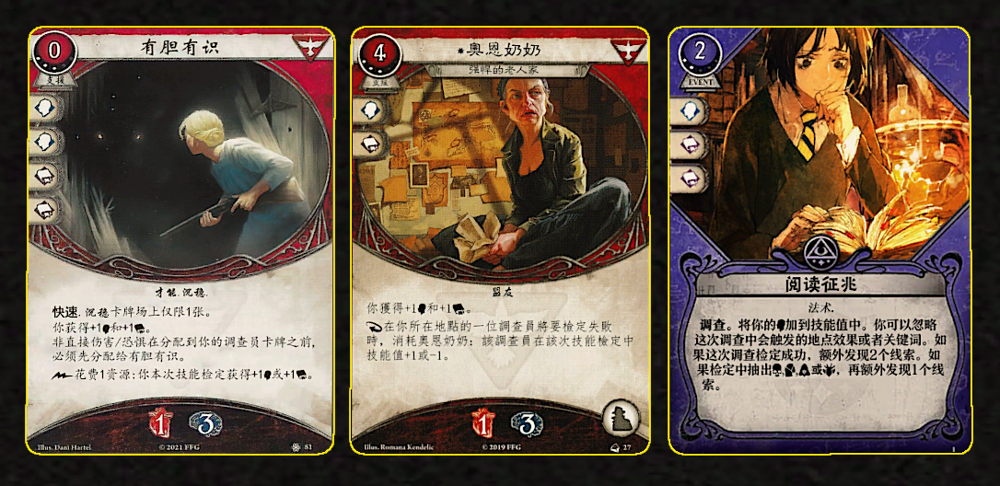 0
支援
有胆有识
才能.沉稳.
快速. 沉稳卡牌场上仅限1张。
你获得+1和+1。
非直接伤害/恐惧在分配到你的调查员卡牌之前,
必须先分配给有胆有识。
花费1资源:你本次技能检定获得+1或+1。
1
3
Illus. Dani Hartel
© 2021 FFG
81
4
支援
*奥恩奶奶
强悍的老人家
盟友
你獲得+1和+1。
在你所在地點的一位調查員將要檢定失敗
時，消耗奥恩奶奶：該調查員在該次技能檢定中
技能值+1或-1。
1
3
Illus. Romana Kendelic
© 2019 FFG
27
2
EVENT
阅读征兆
法术.
调查。将你的加到技能值中。你可以忽略
这次调查中会触发的地点效果或者关键词。如
果这次调查检定成功，额外发现2个线索。如
果检定中抽出,,或,再额外发现1个线
索。